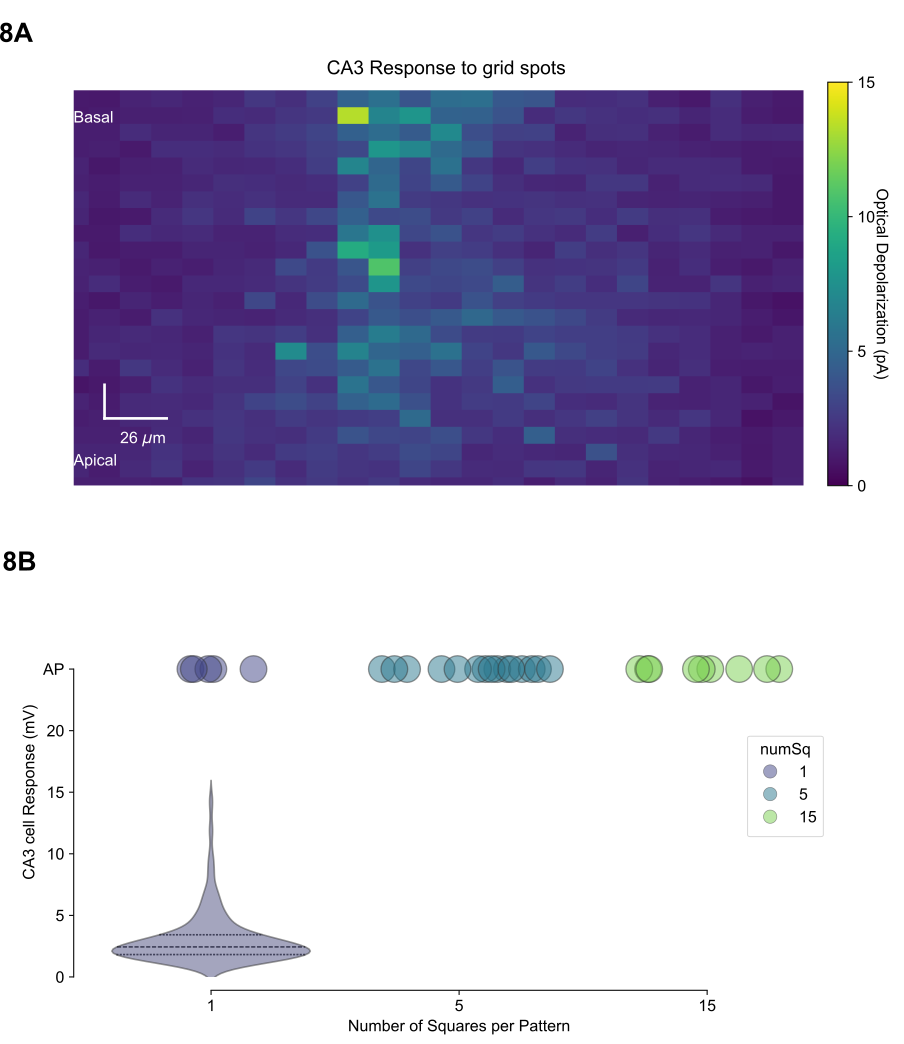 8A
CA3 Response to grid spots
Basal
26 µm
Apical
15
10
5
0
Optical Depolarization (pA)
8B
AP
20
15
10
5
0
CA3 cell Response (mV)
numSq
1
5
15
1
5
15
Number of Squares per Pattern